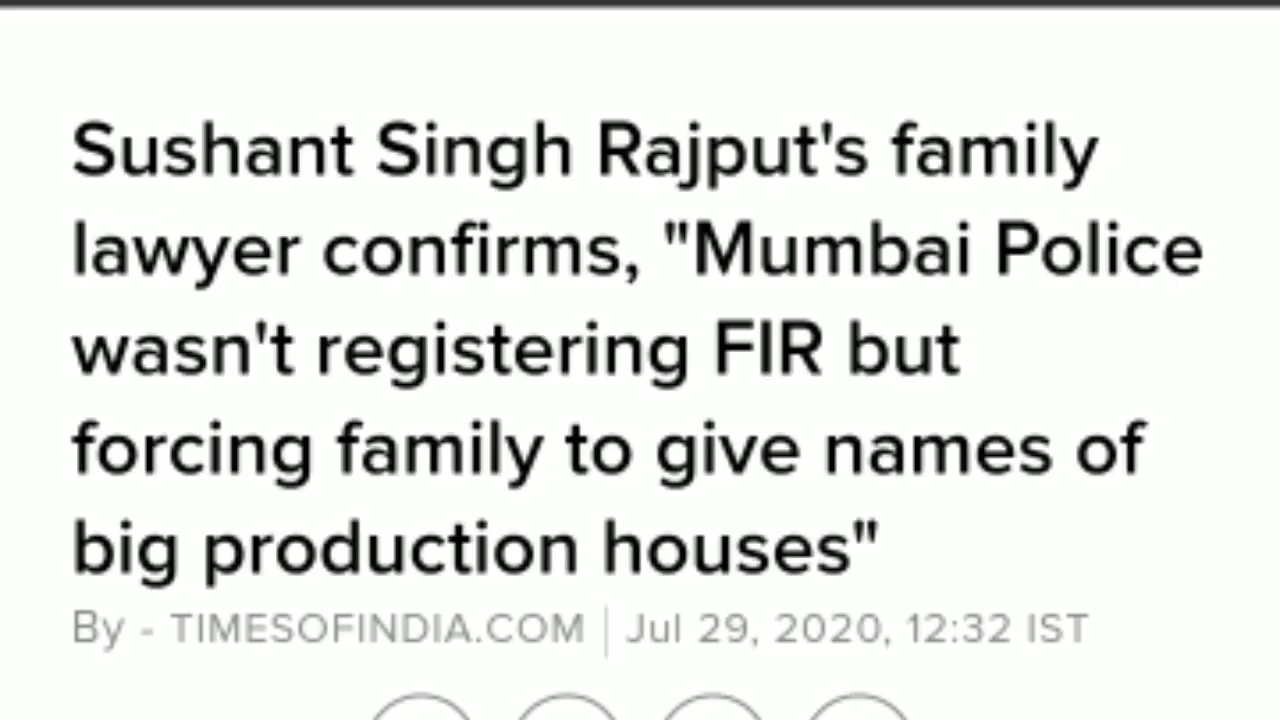 Sushant Singh Rajput's family
lawyer confirms, "Mumbai Police
wasn't registering FIR but
forcing family to give names of
big production houses"
By - TIMESOFINDIA.COM | Jul 29, 2020, 12:32 IST